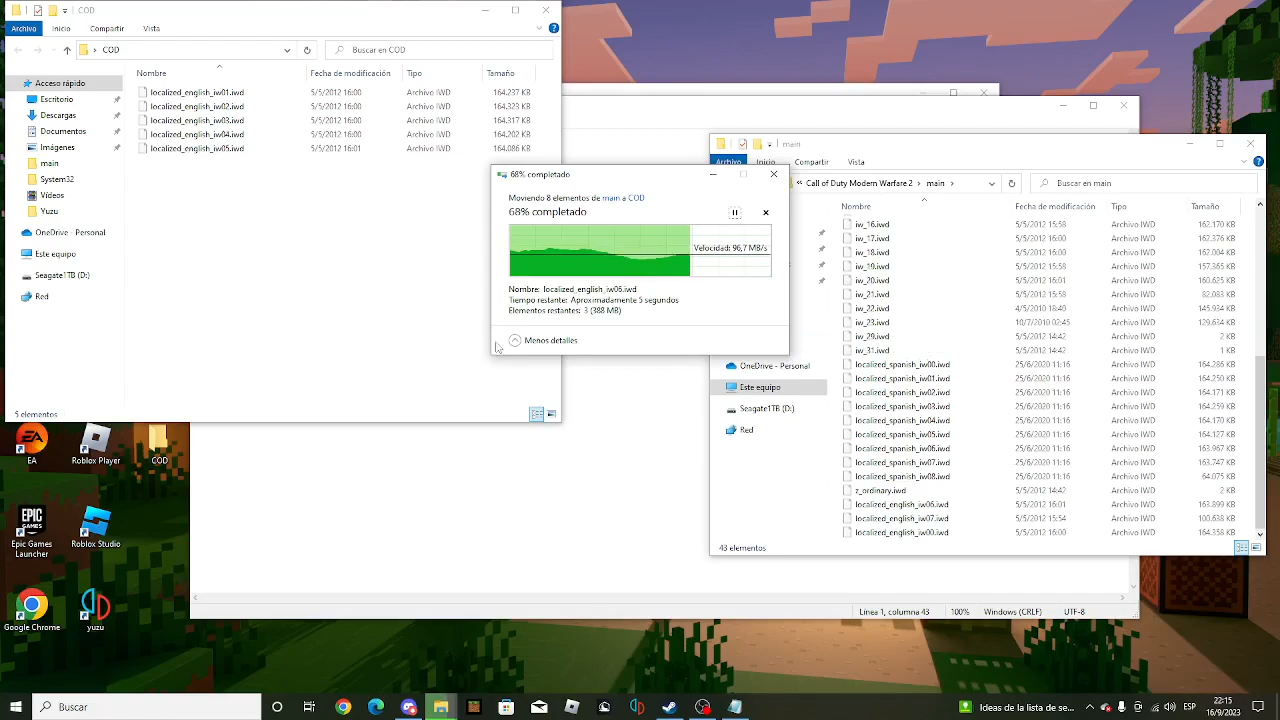 COD
Archivo Inicio Compartir Vista
COD
Buscar en COD
Nombre Fecha de modificación Tipo Tamaño
localized_english_iw01.iwd 5/5/2012 16:00 Archivo IWD 164.237 KB
localized_english_iw02.iwd 5/5/2012 16:00 Archivo IWD 164.323 KB
localized_english_iw03.iwd 5/5/2012 16:00 Archivo IWD 164.317 KB
localized_english_iw04.iwd 5/5/2012 16:00 Archivo IWD 164.202 KB
localized_english_iw05.iwd 5/5/2012 16:01 Archivo IWD 164.086 KB
Acceso rápido
Escritorio
Descargas
Documentos
Imágenes
main
System32
Vídeos
Yuzu
OneDrive - Personal
Este equipo
Seagate1TB (D:)
Red
5 elementos
68% completado
Moviendo 8 elementos de main a COD
68% completado
Velocidad: 96,7 MB/s
Nombre: localized_english_iw06.iwd
Tiempo restante: Aproximadamente 5 segundos
Elementos restantes: 3 (388 MB)
Menos detalles
main
Archivo Inicio Compartir Vista
« Call of Duty Modern Warfare 2 › main ›
Buscar en main
Nombre Fecha de modificación Tipo Tamaño
iw_16.iwd 5/5/2012 15:58 Archivo IWD 162.170 KB
iw_17.iwd 5/5/2012 16:00 Archivo IWD 162.376 KB
iw_18.iwd 5/5/2012 16:00 Archivo IWD 162.004 KB
iw_19.iwd 5/5/2012 15:58 Archivo IWD 157.365 KB
iw_20.iwd 5/5/2012 16:01 Archivo IWD 160.625 KB
iw_21.iwd 5/5/2012 15:58 Archivo IWD 82.083 KB
iw_22.iwd 4/5/2010 18:40 Archivo IWD 145.934 KB
iw_23.iwd 10/7/2010 02:45 Archivo IWD 129.634 KB
iw_29.iwd 5/5/2012 14:42 Archivo IWD 2 KB
iw_31.iwd 5/5/2012 14:42 Archivo IWD 1 KB
localized_spanish_iw00.iwd 25/6/2020 11:16 Archivo IWD 164.286 KB
localized_spanish_iw01.iwd 25/6/2020 11:16 Archivo IWD 164.250 KB
localized_spanish_iw02.iwd 25/6/2020 11:16 Archivo IWD 164.171 KB
localized_spanish_iw03.iwd 25/6/2020 11:16 Archivo IWD 164.259 KB
localized_spanish_iw04.iwd 25/6/2020 11:16 Archivo IWD 164.170 KB
localized_spanish_iw05.iwd 25/6/2020 11:16 Archivo IWD 164.127 KB
localized_spanish_iw06.iwd 25/6/2020 11:16 Archivo IWD 163.967 KB
localized_spanish_iw07.iwd 25/6/2020 11:16 Archivo IWD 163.747 KB
localized_spanish_iw08.iwd 25/6/2020 11:16 Archivo IWD 64.075 KB
z_ordinary.iwd 5/5/2012 14:42 Archivo IWD 2 KB
localized_english_iw06.iwd 5/5/2012 16:01 Archivo IWD 163.899 KB
localized_english_iw07.iwd 5/5/2012 15:54 Archivo IWD 100.638 KB
localized_english_iw00.iwd 5/5/2012 16:00 Archivo IWD 164.358 KB
OneDrive - Personal
Este equipo
Seagate1TB (D:)
Red
43 elementos
EA
Roblox Player
COD
EPIC GAMES
Epic Games Launcher
Roblox Studio
Google Chrome
yuzu
Línea 1, columna 43 100% Windows (CRLF) UTF-8
Buscar
Ideas de la lista de se...
ESP
22:15
16/9/2023